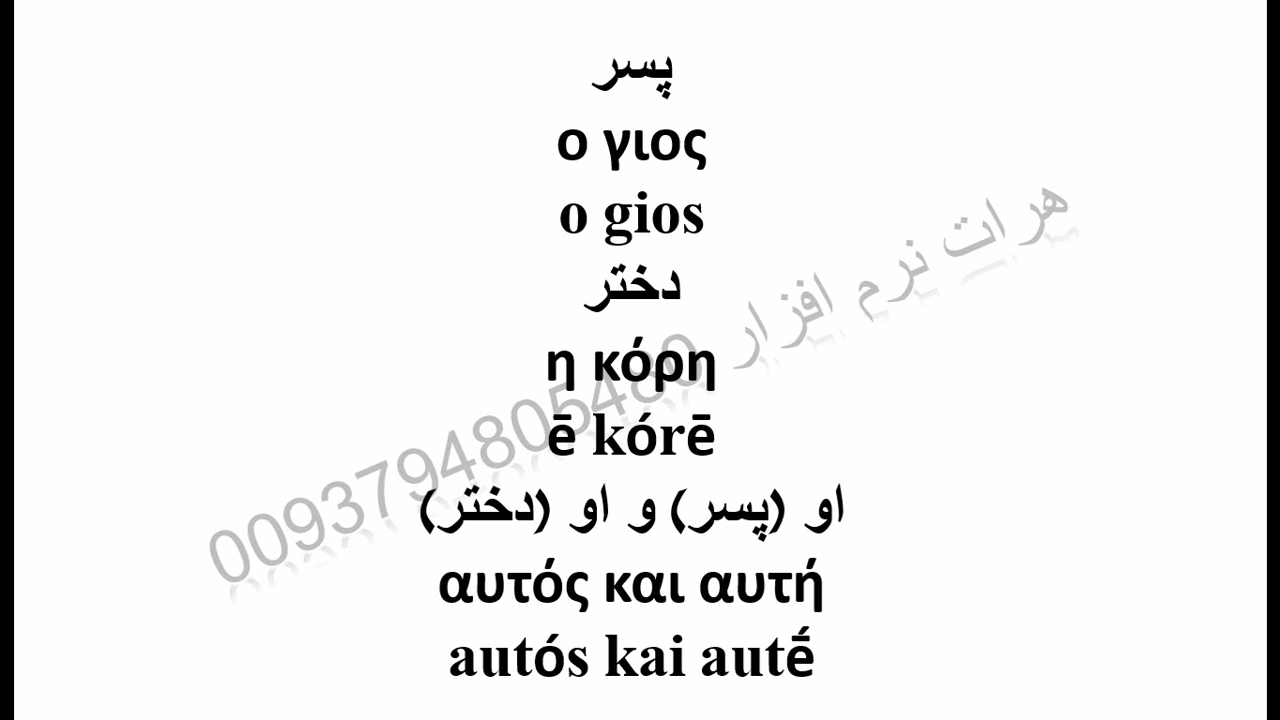 پسر
ο γιος
o gios
دختر
η κόρη
ē kórē
او (پسر) و او (دختر)
αυτός και αυτή
autós kai autḗ
هرات نرم افزار 0093794805480